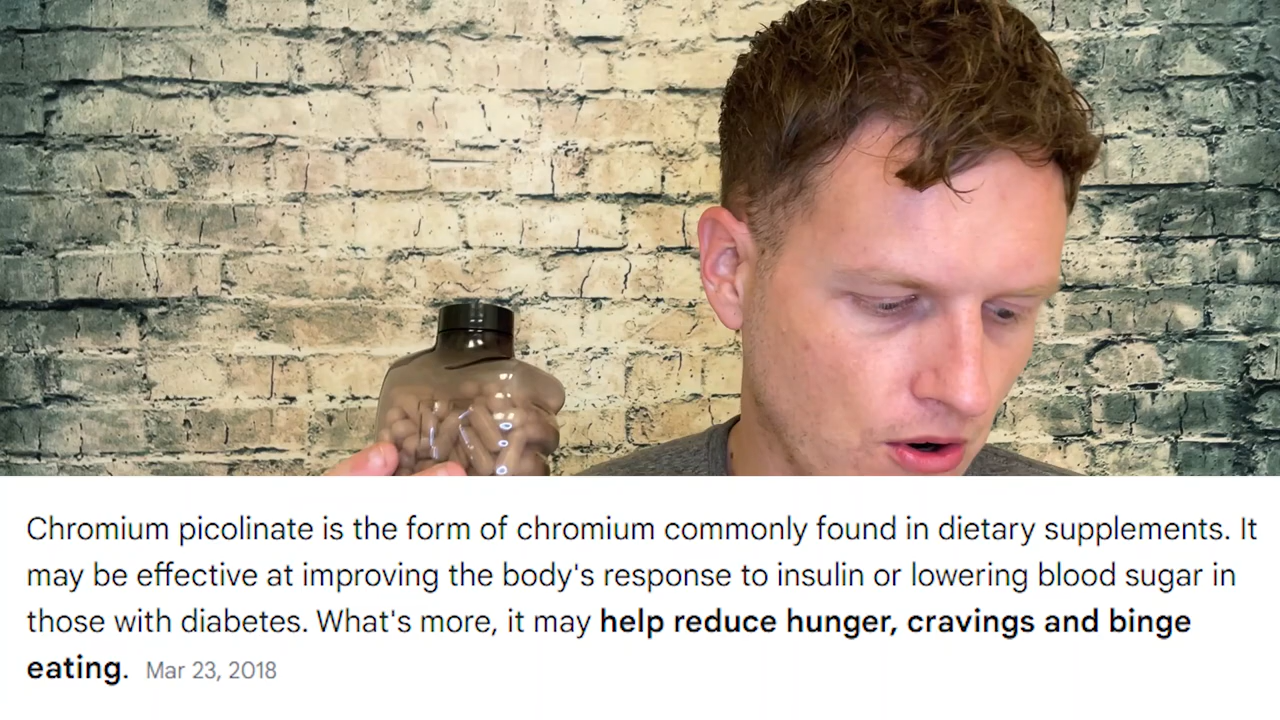 Chromium picolinate is the form of chromium commonly found in dietary supplements. It
may be effective at improving the body's response to insulin or lowering blood sugar in
those with diabetes. What's more, it may help reduce hunger, cravings and binge
eating. Mar 23, 2018